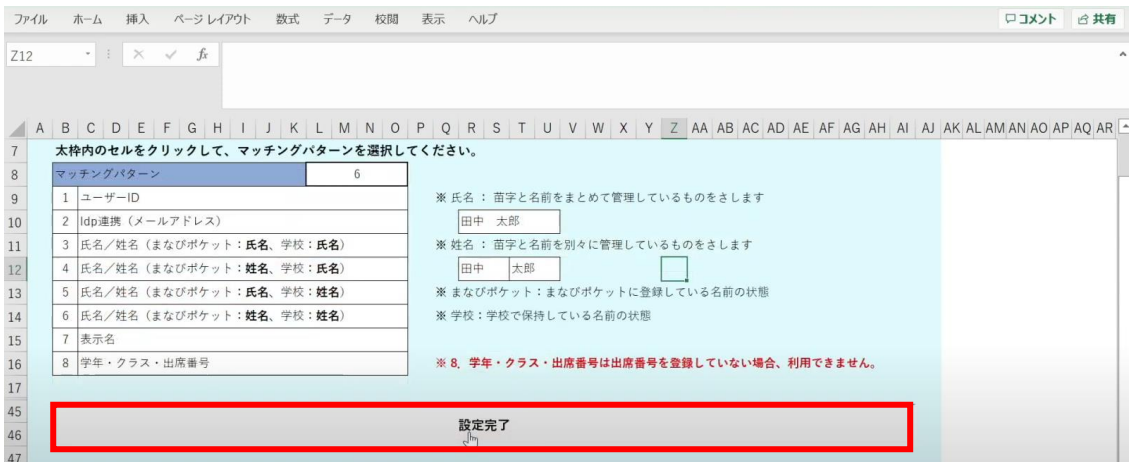 ファイル ホーム 挿入 ページ レイアウト 数式 データ 校閲 表示 ヘルプ コメント 共有
Z12 fx
A B C D E F G H I J K L M N O P Q R S T U V W X Y Z AA AB AC AD AE AF AG AH AI AJ AK AL AM AN AO AP AQ AR
7 太枠内のセルをクリックして、マッチングパターンを選択してください。
8 マッチングパターン 6
9 1 ユーザーID ※ 氏名 ： 苗字と名前をまとめて管理しているものをさします
10 2 Idp連携（メールアドレス） 田中 太郎
11 3 氏名／姓名（まなびポケット：氏名、学校：氏名） ※ 姓名 ： 苗字と名前を別々に管理しているものをさします
12 4 氏名／姓名（まなびポケット：姓名、学校：氏名） 田中 太郎
13 5 氏名／姓名（まなびポケット：氏名、学校：姓名） ※ まなびポケット：まなびポケットに登録している名前の状態
14 6 氏名／姓名（まなびポケット：姓名、学校：姓名） ※ 学校：学校で保持している名前の状態
15 7 表示名
16 8 学年・クラス・出席番号 ※ 8．学年・クラス・出席番号は出席番号を登録していない場合、利用できません。
17
45 設定完了
46
47